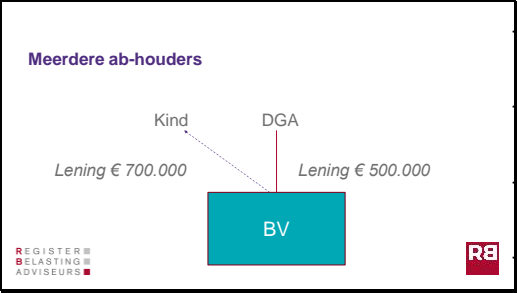 Meerdere ab-houders
Kind DGA
Lening € 700.000 Lening € 500.000
BV
REGISTER
BELASTING
ADVISEURS
RB